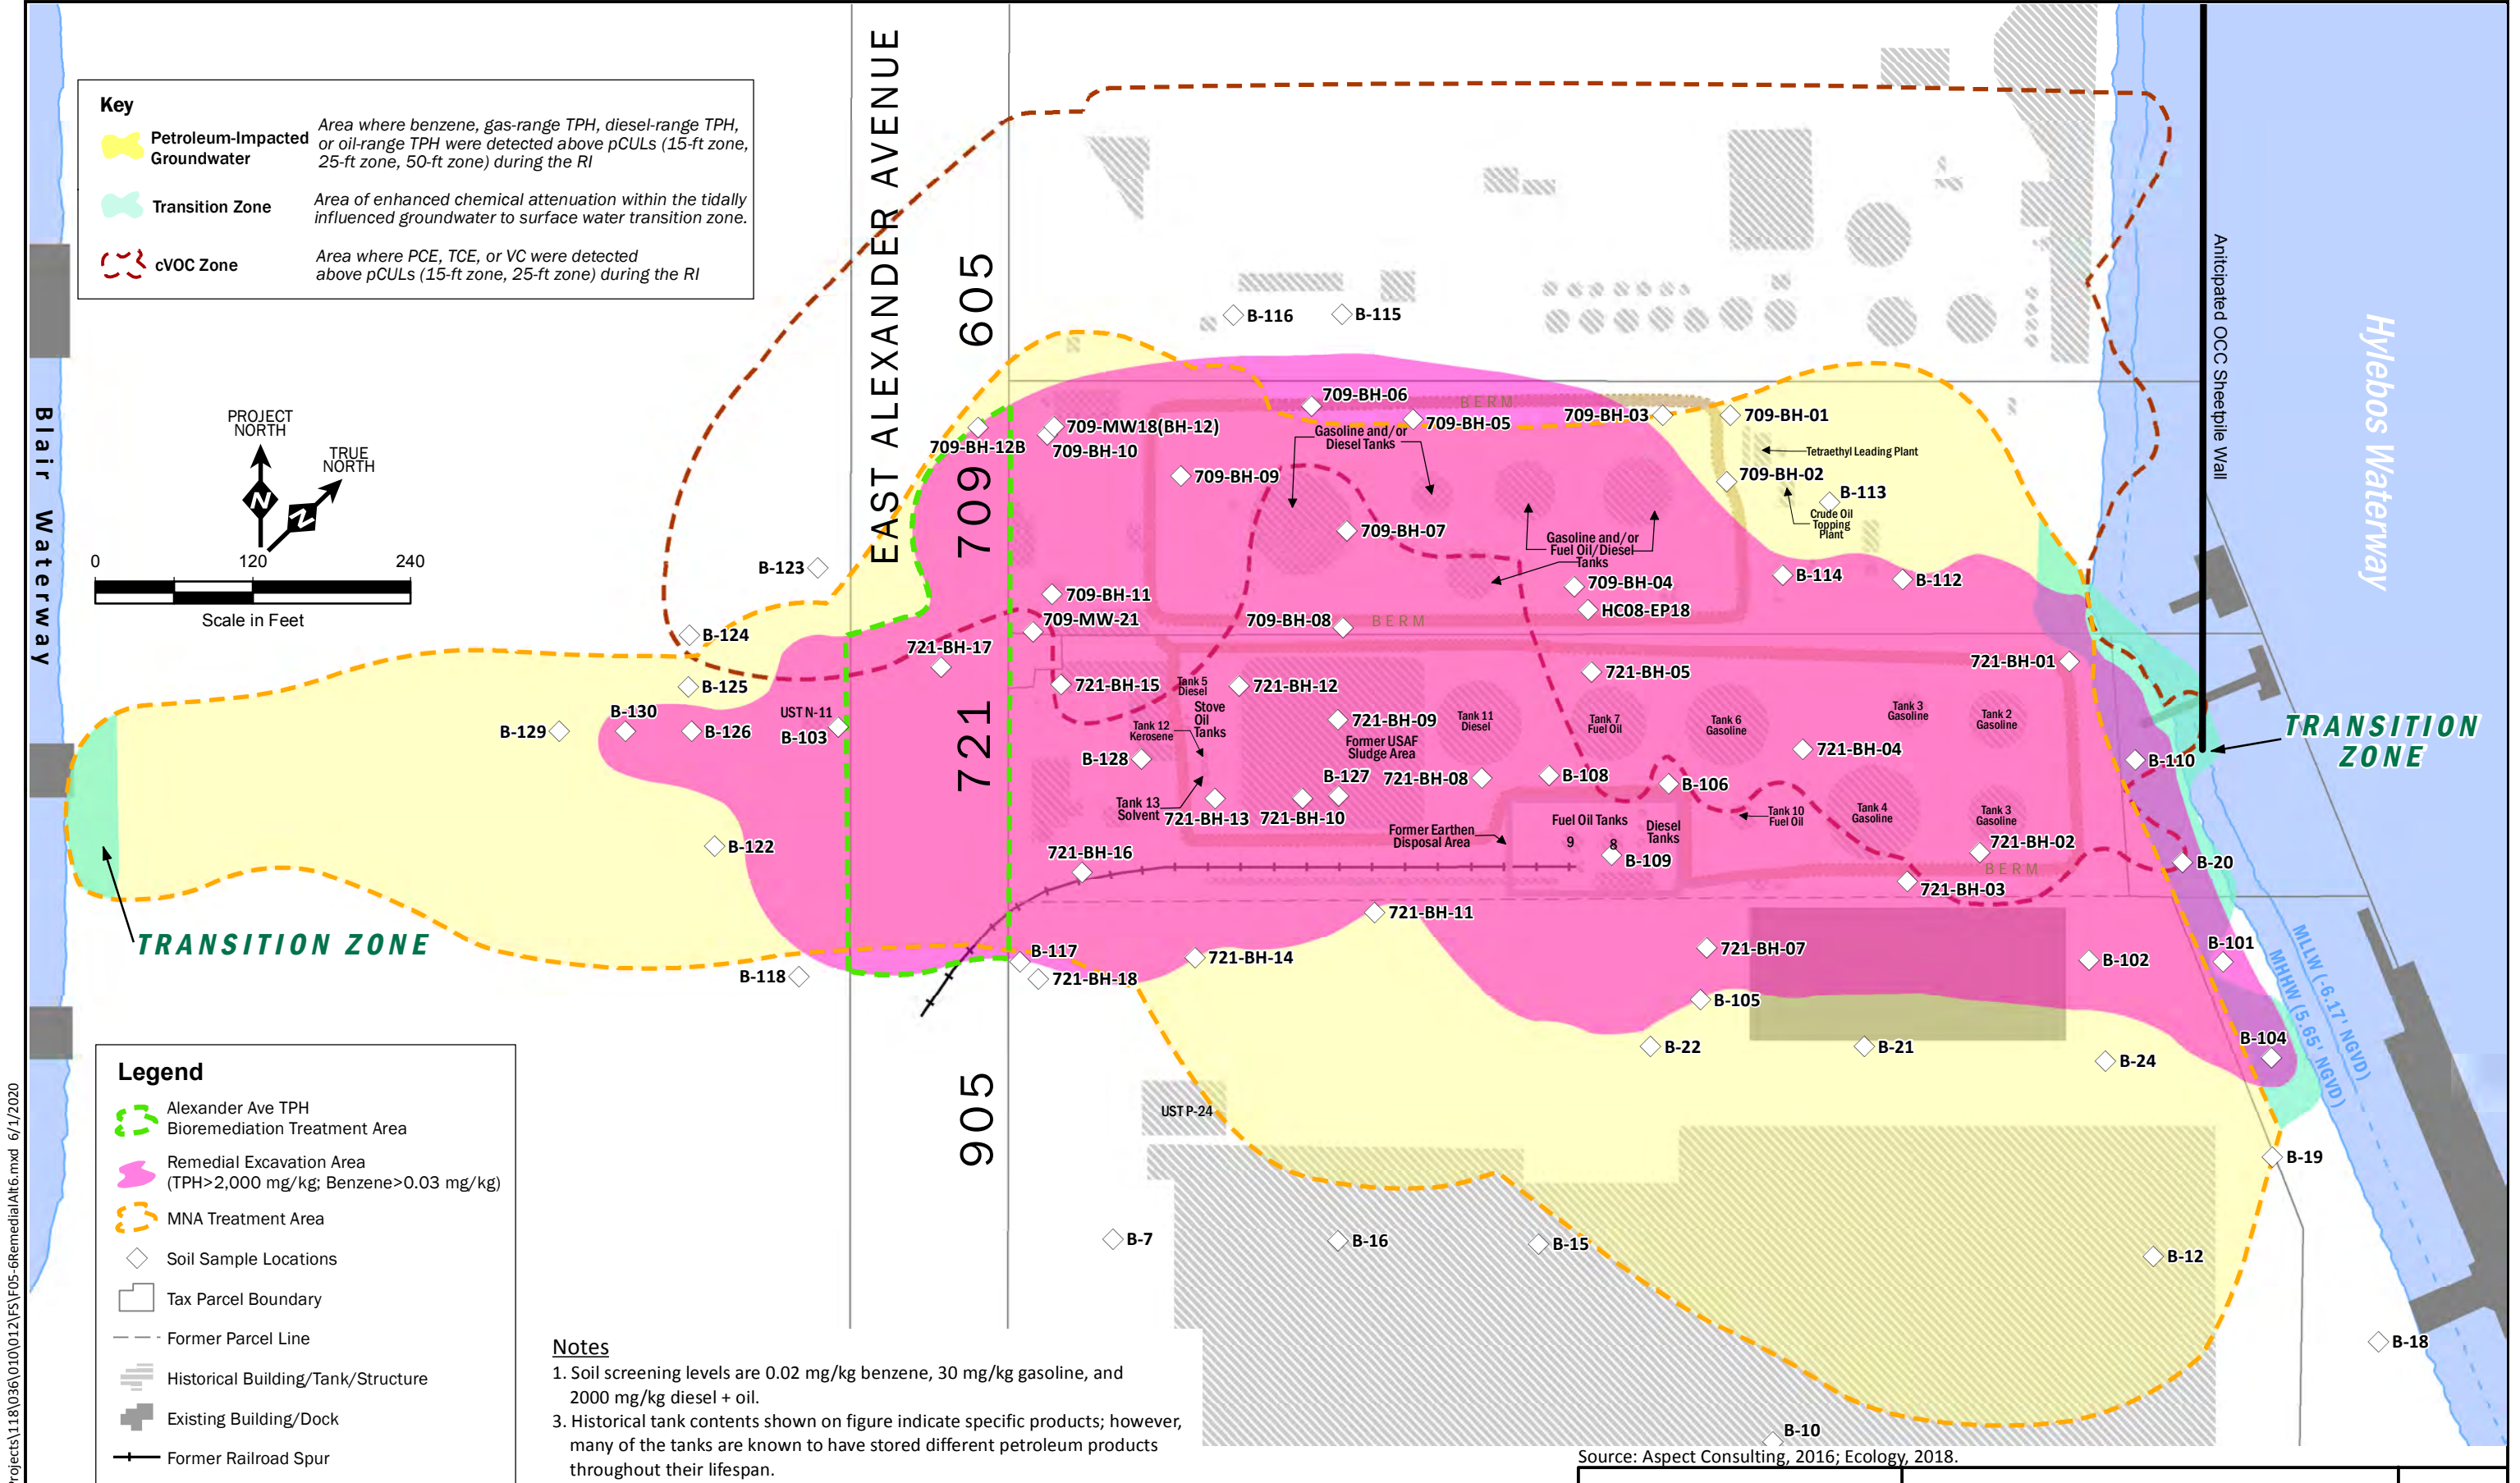 Key
Petroleum-Impacted
Groundwater
Area where benzene, gas-range TPH, diesel-range TPH,
or oil-range TPH were detected above pCULs (15-ft zone,
25-ft zone, 50-ft zone) during the RI
Transition Zone
Area of enhanced chemical attenuation within the tidally
influenced groundwater to surface water transition zone.
cVOC Zone
Area where PCE, TCE, or VC were detected
above pCULs (15-ft zone, 25-ft zone) during the RI
EAST ALEXANDER AVENUE
605
709
721
905
Blair Waterway
Hylebos Waterway
Anitcipated OCC Sheetpile Wall
PROJECT
NORTH
TRUE
NORTH
N
N
0 120 240
Scale in Feet
B-116
B-115
709-BH-06
BERM
709-BH-05
709-BH-03
709-BH-01
709-MW18(BH-12)
709-BH-12B
709-BH-10
Gasoline and/or
Diesel Tanks
Tetraethyl Leading Plant
709-BH-09
709-BH-02
B-113
Crude Oil
Topping
Plant
709-BH-07
Gasoline and/or
Fuel Oil/Diesel
Tanks
B-123
B-114
B-112
709-BH-04
709-BH-11
HC08-EP18
709-MW-21
709-BH-08
BERM
B-124
721-BH-17
721-BH-01
B-125
721-BH-15
Tank 5
Diesel
721-BH-12
721-BH-05
Stove
Oil
Tanks
B-130
UST N-11
B-129
B-126
B-103
Tank 12
Kerosene
721-BH-09
Former USAF
Sludge Area
Tank 11
Diesel
Tank 7
Fuel Oil
Tank 6
Gasoline
Tank 3
Gasoline
Tank 2
Gasoline
721-BH-04
TRANSITION
ZONE
B-128
B-110
B-127
721-BH-08
B-108
B-106
Tank 13
Solvent
721-BH-13
721-BH-10
Tank 10
Fuel Oil
Tank 4
Gasoline
Tank 3
Gasoline
Former Earthen
Disposal Area
Fuel Oil Tanks
9
8
Diesel
Tanks
B-122
721-BH-16
B-109
721-BH-02
B-20
BERM
721-BH-03
721-BH-11
TRANSITION ZONE
B-117
721-BH-14
721-BH-07
B-102
B-101
B-118
721-BH-18
B-105
MLLW (-6.17' NGVD)
MHHW (5.65' NGVD)
B-22
B-21
B-24
B-104
UST P-24
B-19
B-7
B-16
B-15
B-12
B-18
B-10
Legend
Alexander Ave TPH
Bioremediation Treatment Area
Remedial Excavation Area
(TPH>2,000 mg/kg; Benzene>0.03 mg/kg)
MNA Treatment Area
Soil Sample Locations
Tax Parcel Boundary
Former Parcel Line
Historical Building/Tank/Structure
Existing Building/Dock
Former Railroad Spur
Notes
1. Soil screening levels are 0.02 mg/kg benzene, 30 mg/kg gasoline, and
2000 mg/kg diesel + oil.
3. Historical tank contents shown on figure indicate specific products; however,
many of the tanks are known to have stored different petroleum products
throughout their lifespan.
Source: Aspect Consulting, 2016; Ecology, 2018.
rojects\118\036\010\012\FS\F05-6RemedialAlt6.mxd 6/1/2020